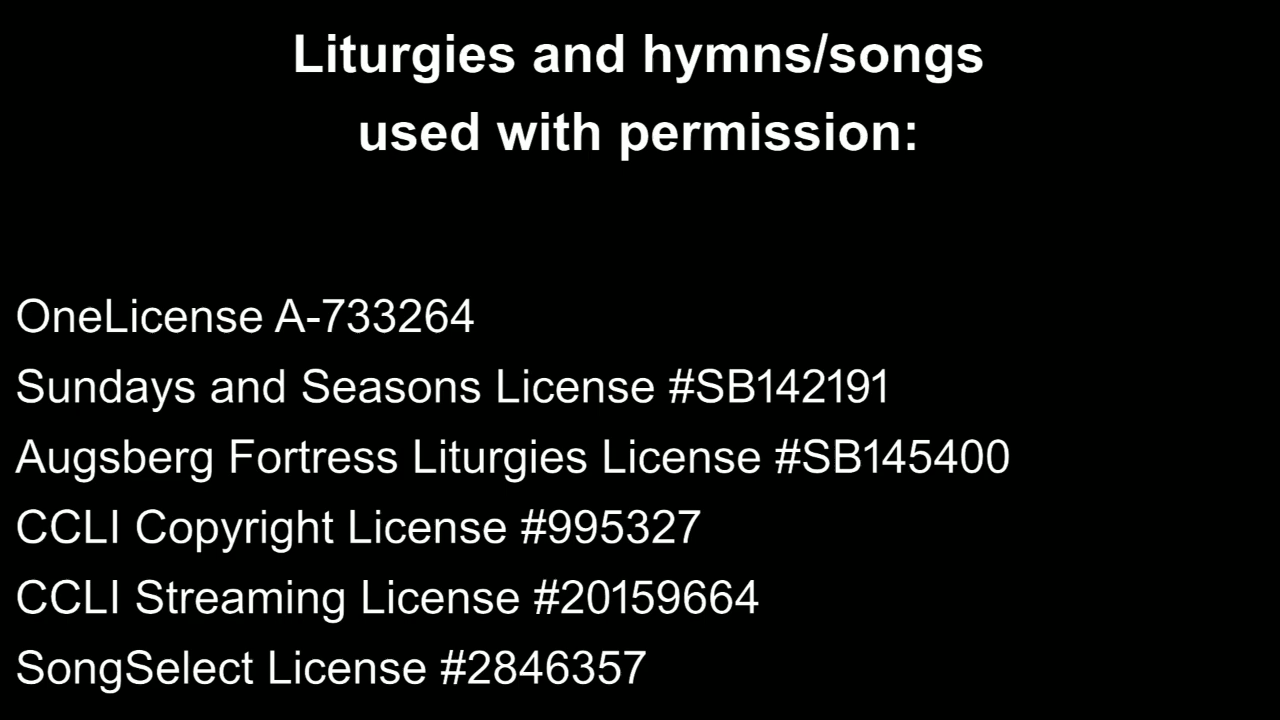 Liturgies and hymns/songs
used with permission:
OneLicense A-733264
Sundays and Seasons License #SB142191
Augsberg Fortress Liturgies License #SB145400
CCLI Copyright License #995327
CCLI Streaming License #20159664
SongSelect License #2846357